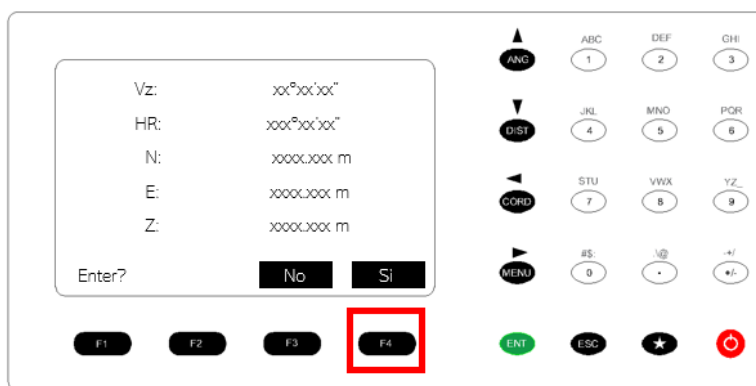 ABC DEF GHI
ANG 1 2 3
Vz: xx°xx'xx"
HR: xxx°xx'xx"
JKL MNO PQR
DIST 4 5 6
N: xxxx.xxx m
E: xxxx.xxx m
STU VWX YZ_
CORD 7 8 9
Z: xxxx.xxx m
#$: .\@ -+/
MENU 0 . +/-
Enter? No Si
F1 F2 F3 F4 ENT ESC